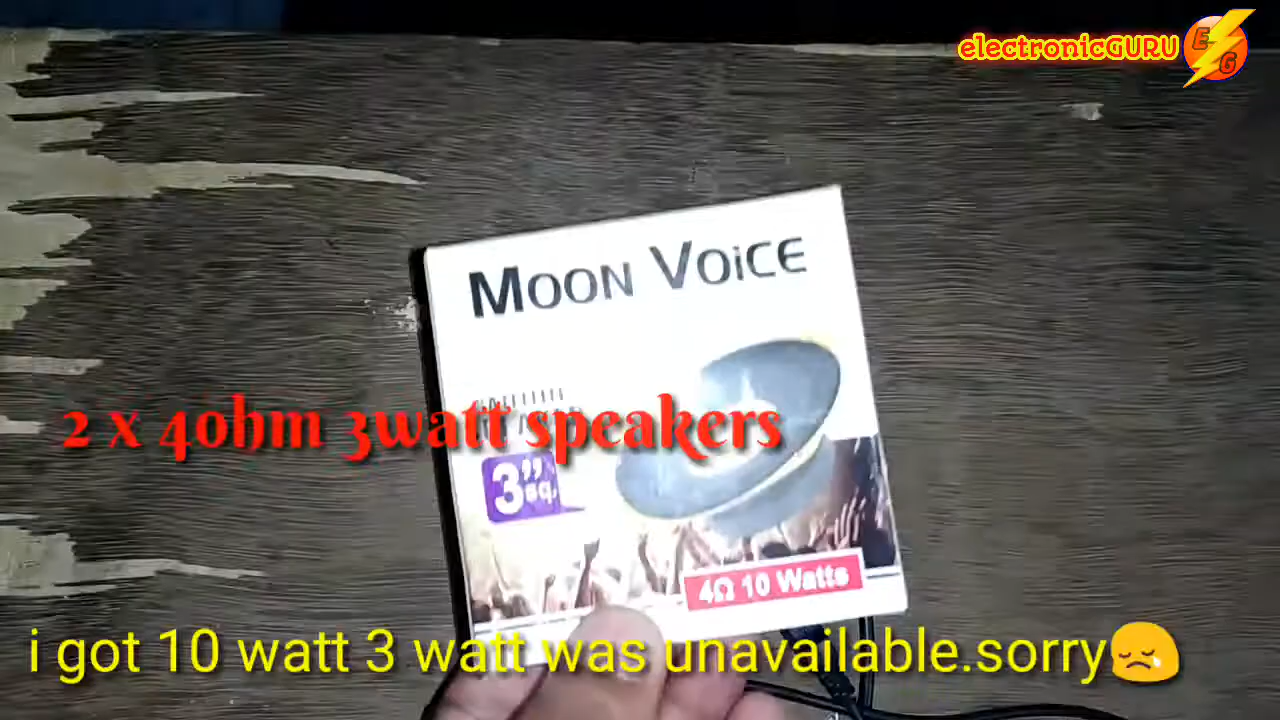 electronicGURU
EG
MOON VOiCE
2 x 4ohm 3watt speakers
3”
sq.
4Ω 10 Watts
i got 10 watt 3 watt was unavailable.sorry😢